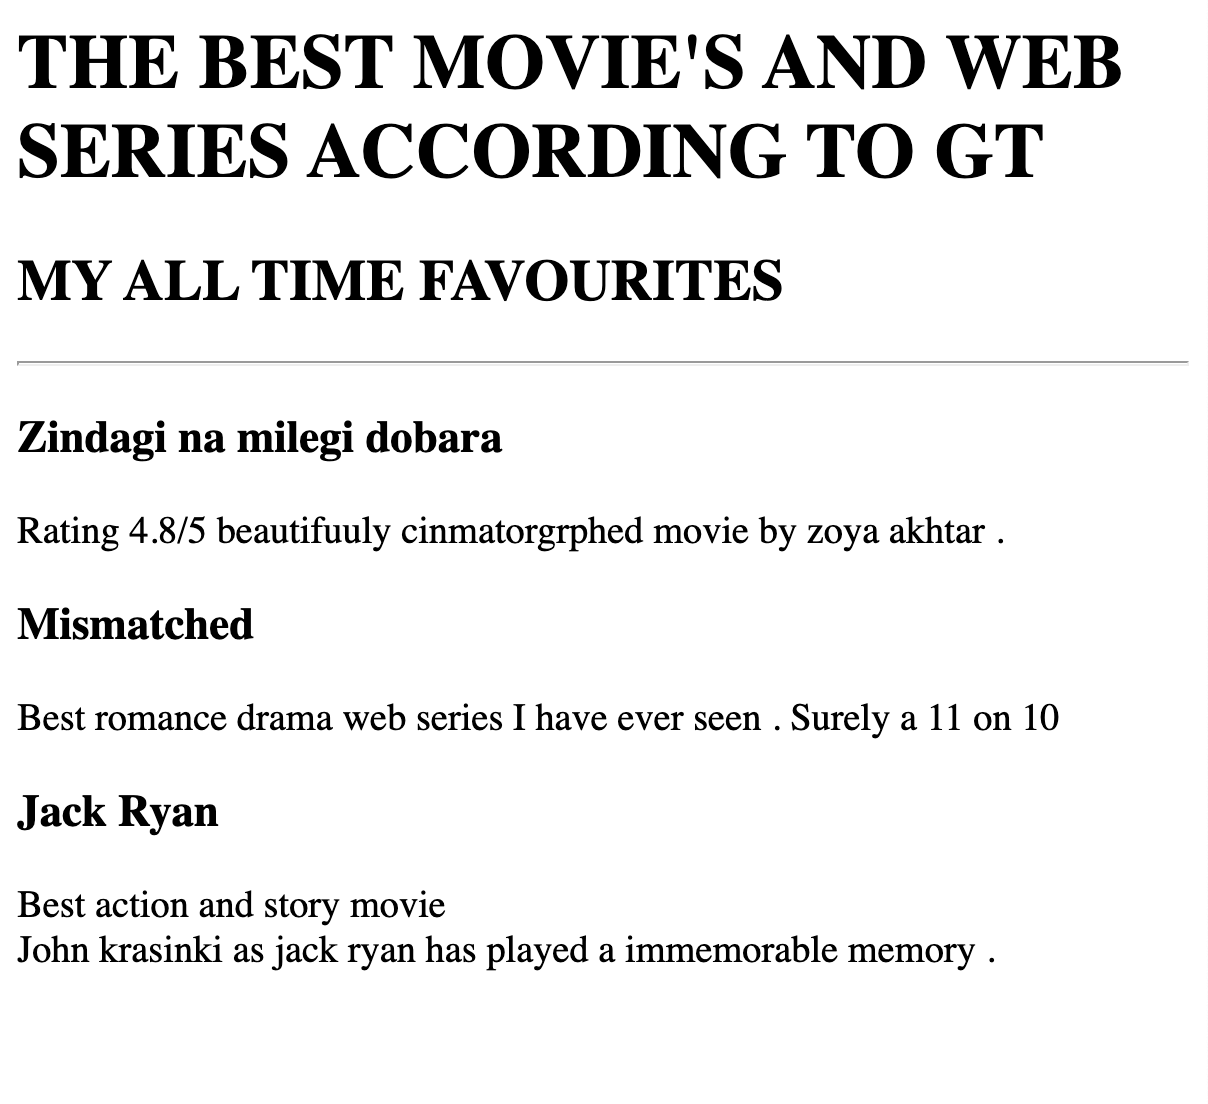 THE BEST MOVIE'S AND WEB
SERIES ACCORDING TO GT
MY ALL TIME FAVOURITES
Zindagi na milegi dobara
Rating 4.8/5 beautifuuly cinmatorgrphed movie by zoya akhtar .
Mismatched
Best romance drama web series I have ever seen . Surely a 11 on 10
Jack Ryan
Best action and story movie
John krasinki as jack ryan has played a immemorable memory .